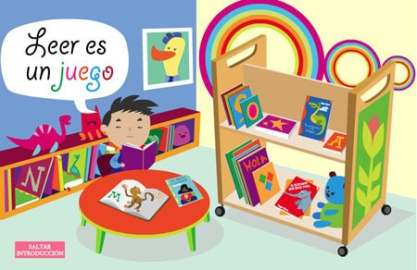 Leer es
un juego
N
K
M
HOLA
A
SALTAR
INTRODUCCIÓN